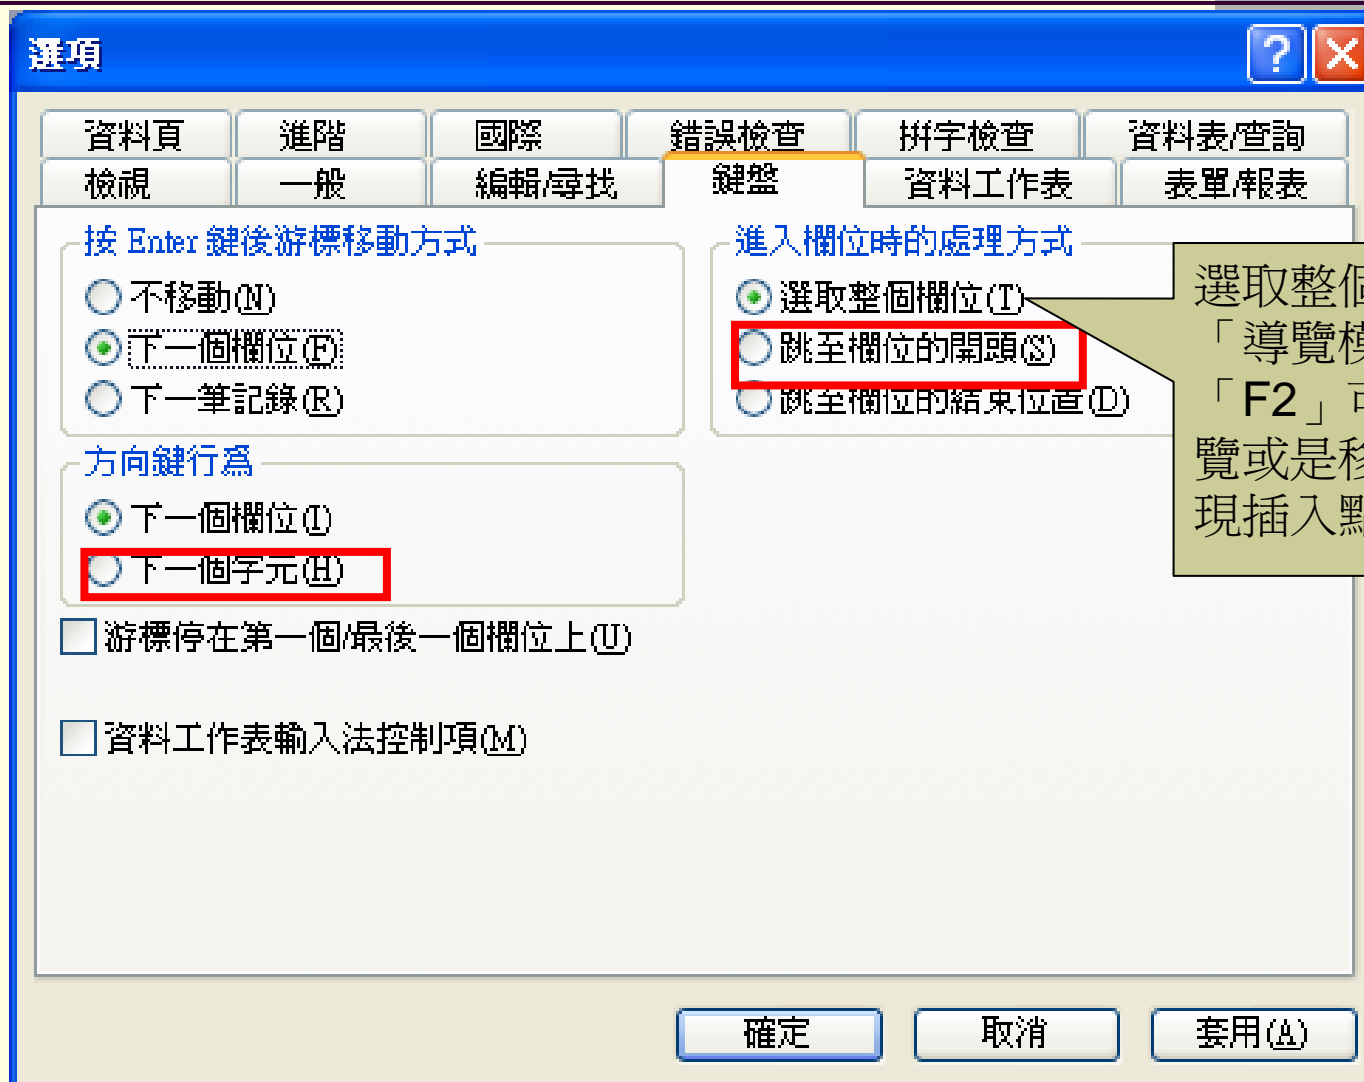 選項
資料頁 進階 國際 錯誤檢查 拼字檢查 資料表/查詢
檢視 一般 編輯/尋找 鍵盤 資料工作表 表單/報表
按 Enter 鍵後游標移動方式
不移動(N)
下一個欄位(F)
下一筆記錄(R)
方向鍵行為
下一個欄位(I)
下一個字元(H)
游標停在第一個/最後一個欄位上(U)
資料工作表輸入法控制項(M)
進入欄位時的處理方式
選取整個欄位(T)
跳至欄位的開頭(S)
跳至欄位的結束位置(D)
選取整個
「導覽模
「F2」可
覽或是移
現插入點
確定 取消 套用(A)